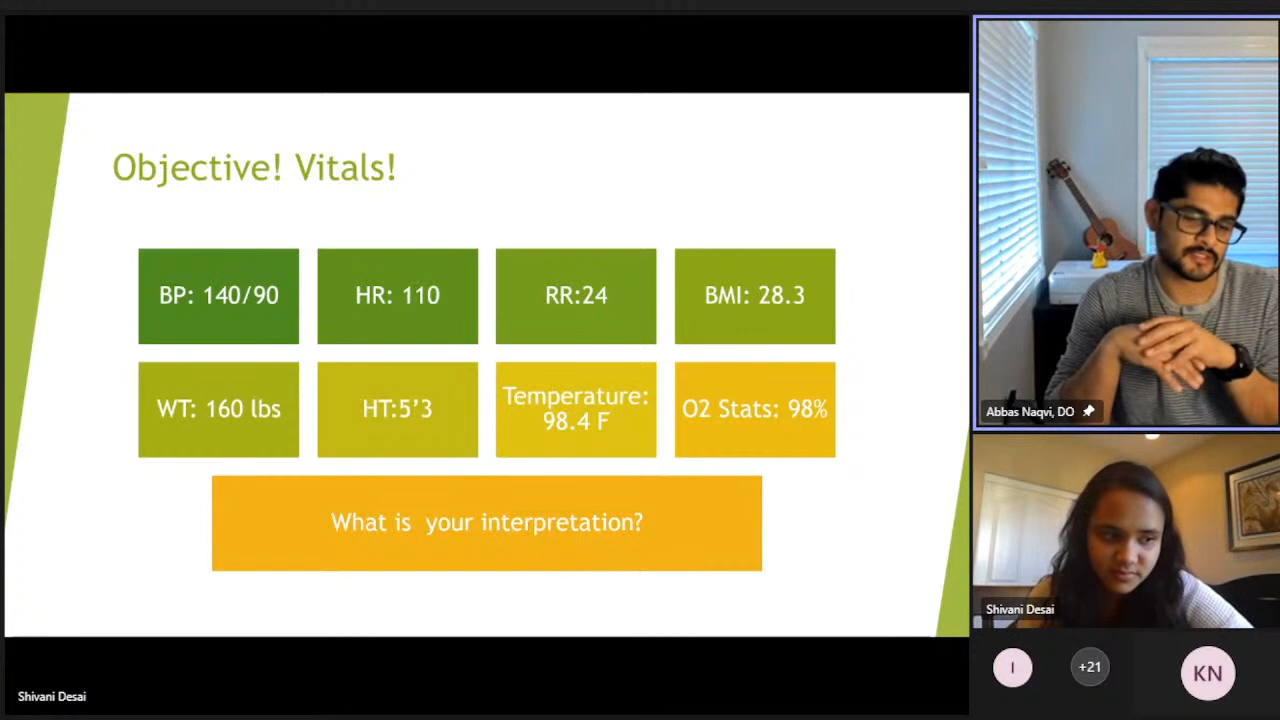 Objective! Vitals!
BP: 140/90
HR: 110
RR:24
BMI: 28.3
WT: 160 lbs
HT:5’3
Temperature:
98.4 F
O2 Stats: 98%
What is  your interpretation?
Abbas Naqvi, DO
Shivani Desai
I
+21
KN
Shivani Desai